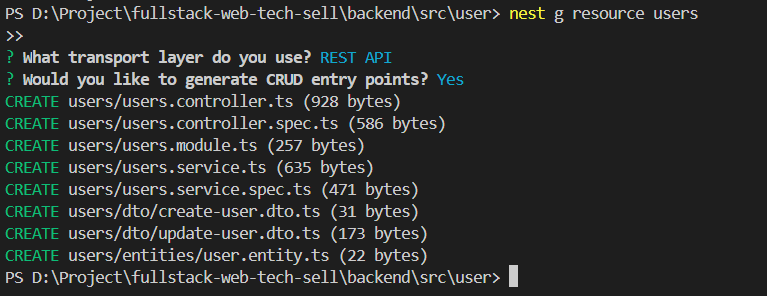 PS D:\Project\fullstack-web-tech-sell\backend\src\user> nest g resource users
>>
? What transport layer do you use? REST API
? Would you like to generate CRUD entry points? Yes
CREATE users/users.controller.ts (928 bytes)
CREATE users/users.controller.spec.ts (586 bytes)
CREATE users/users.module.ts (257 bytes)
CREATE users/users.service.ts (635 bytes)
CREATE users/users.service.spec.ts (471 bytes)
CREATE users/dto/create-user.dto.ts (31 bytes)
CREATE users/dto/update-user.dto.ts (173 bytes)
CREATE users/entities/user.entity.ts (22 bytes)
PS D:\Project\fullstack-web-tech-sell\backend\src\user>